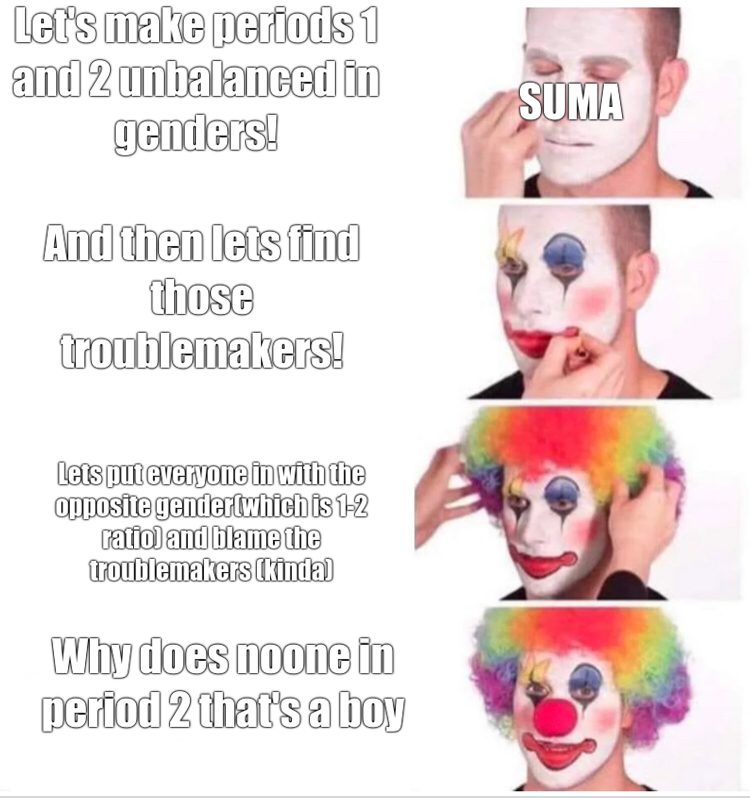 Let's make periods 1
and 2 unbalanced in
genders!
SUMA
And then lets find
those
troublemakers!
Lets put everyone in with the
opposite gender(which is 1-2
ratio) and blame the
troublemakers (kinda)
Why does noone in
period 2 that's a boy